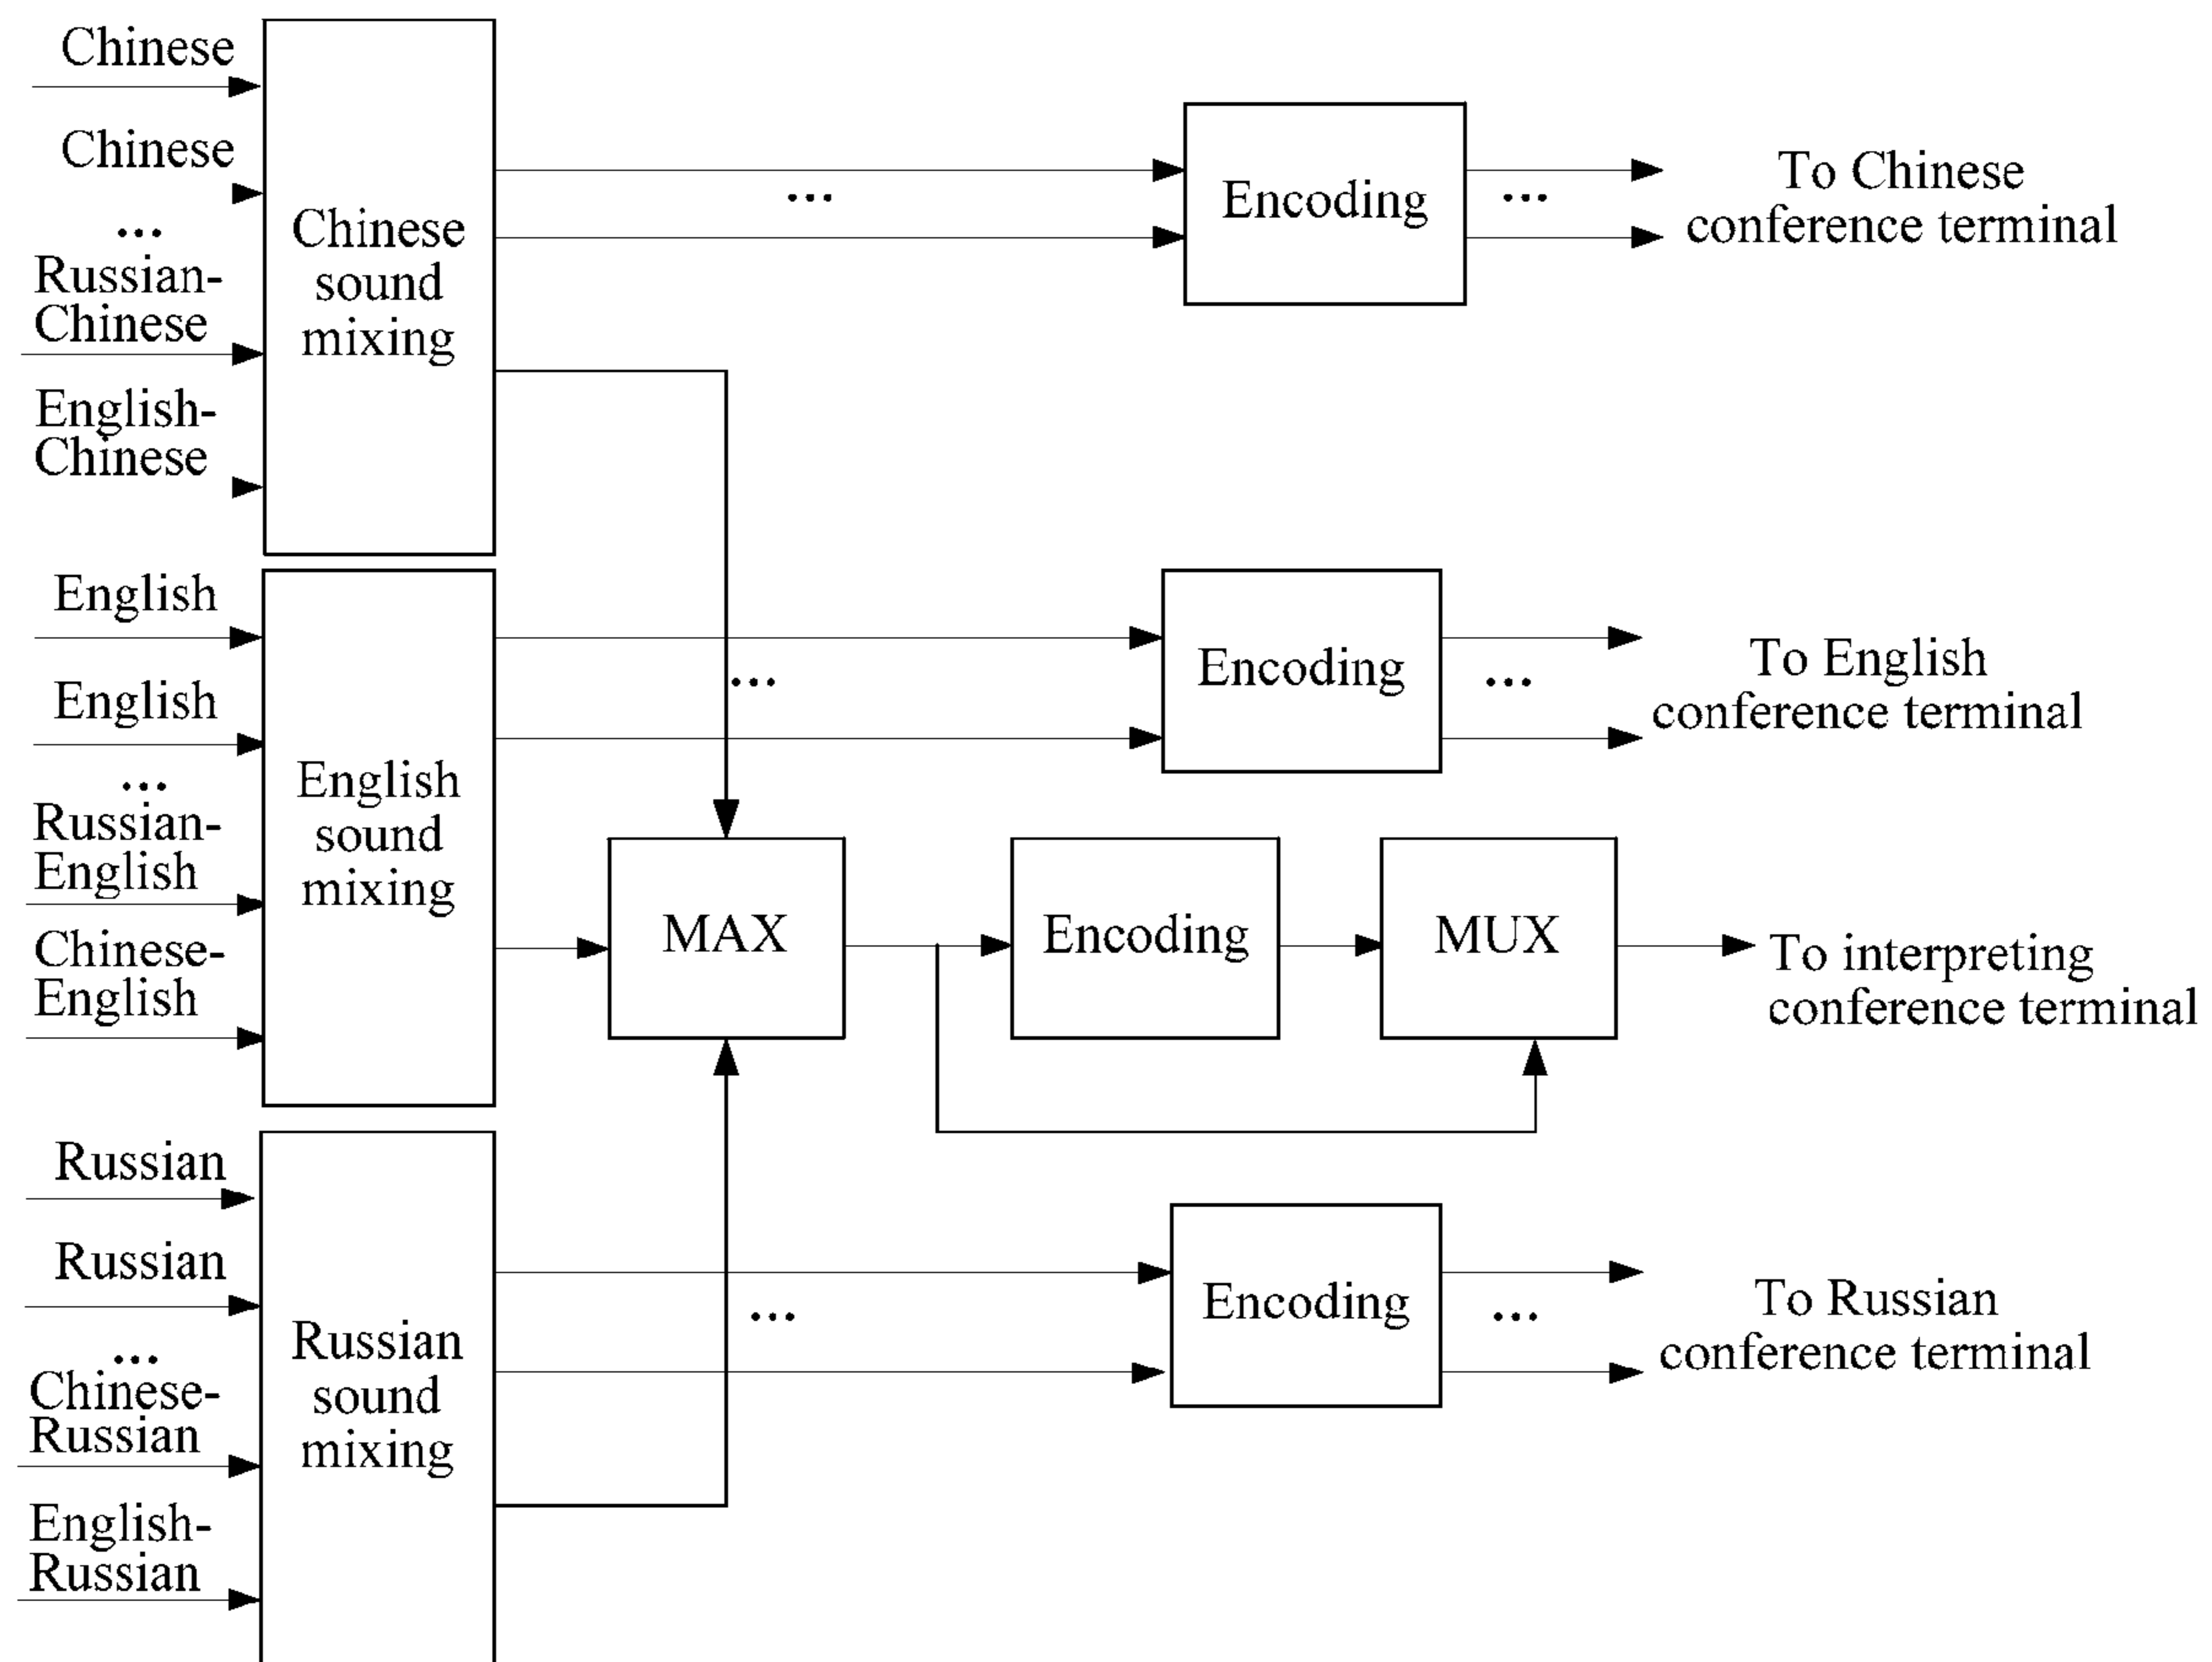 Chinese
Chinese
...
Russian-
Chinese
English-
Chinese
Chinese
sound
mixing
...
Encoding
...
To Chinese
conference terminal
English
English
...
Russian-
English
Chinese-
English
English
sound
mixing
...
Encoding
...
To English
conference terminal
MAX
Encoding
MUX
To interpreting
conference terminal
Russian
Russian
...
Chinese-
Russian
English-
Russian
Russian
sound
mixing
...
Encoding
...
To Russian
conference terminal